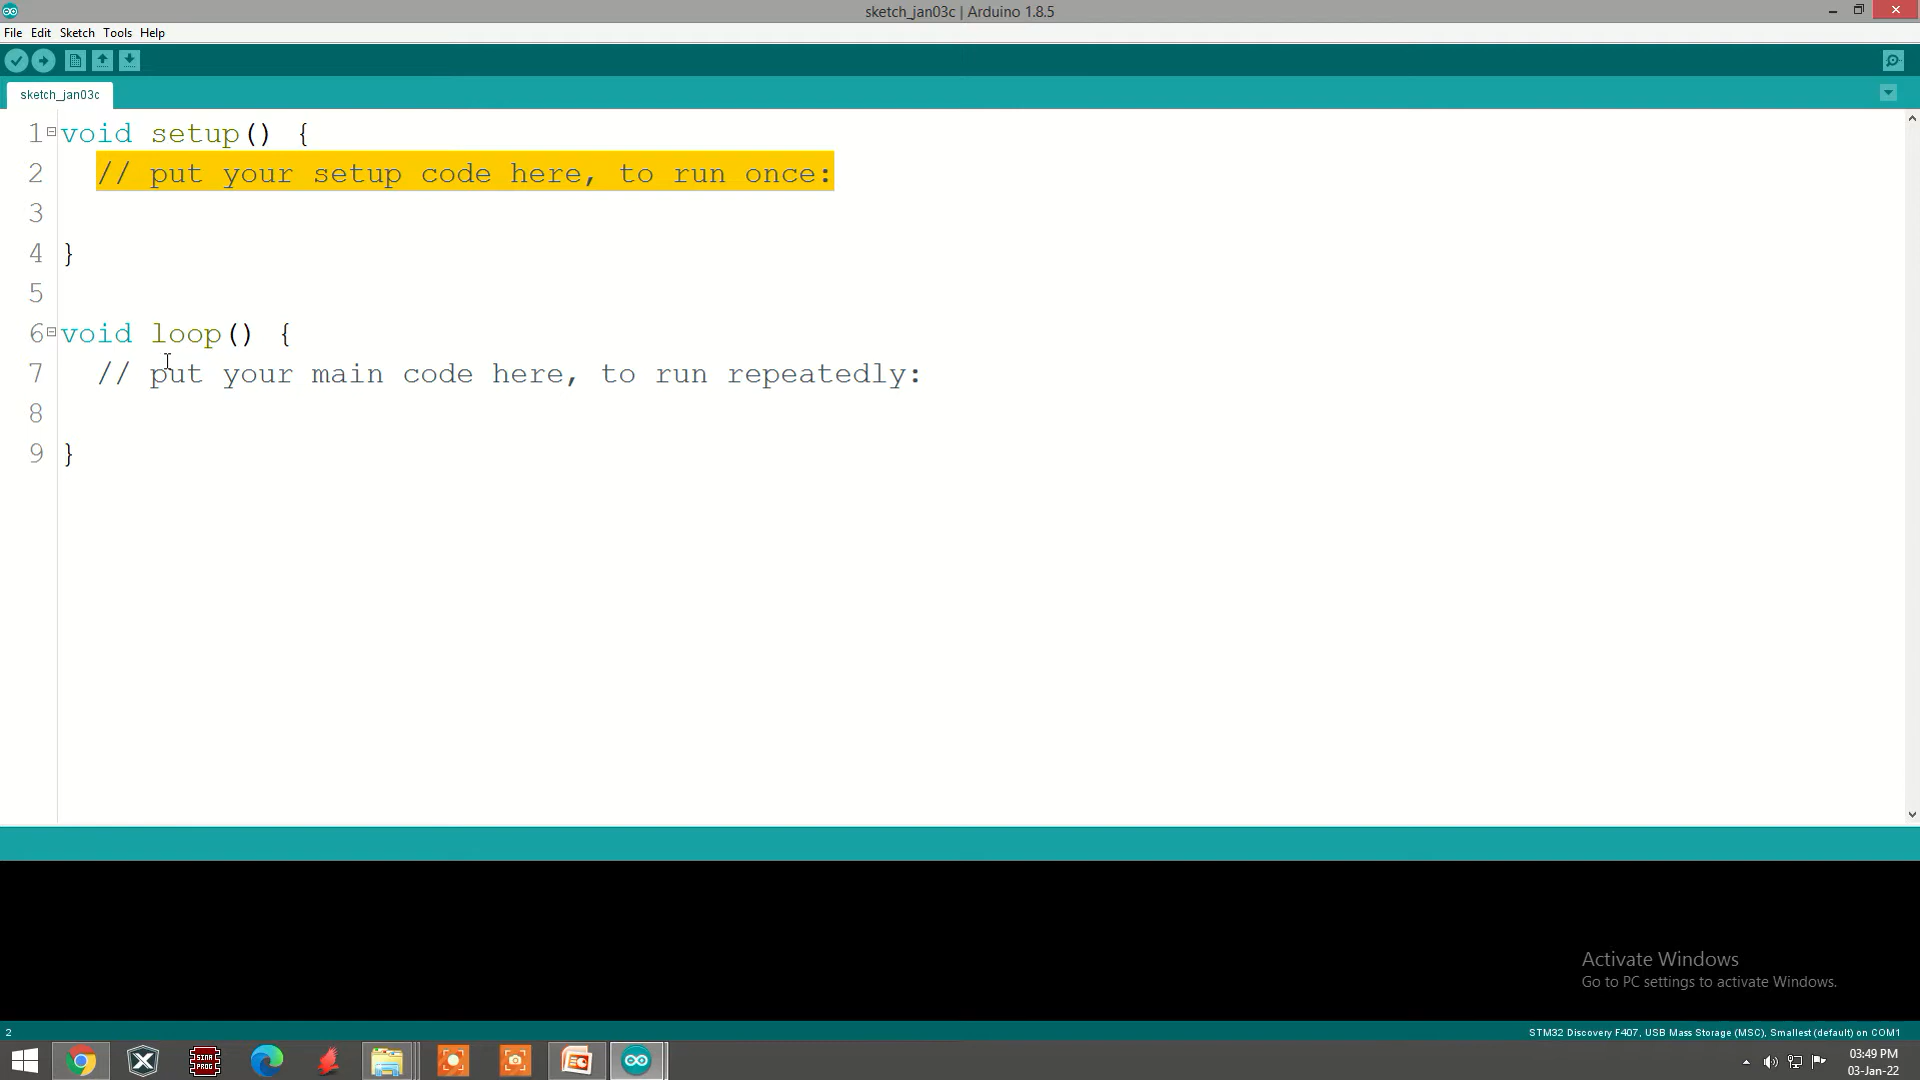 sketch_jan03c | Arduino 1.8.5
File Edit Sketch Tools Help
sketch_jan03c
1 void setup() {
2 // put your setup code here, to run once:
3
4 }
5
6 void loop() {
7 // put your main code here, to run repeatedly:
8
9 }
Activate Windows
Go to PC settings to activate Windows.
2 STM32 Discovery F407, USB Mass Storage (MSC), Smallest (default) on COM1
SINA PROG
03:49 PM
03-Jan-22